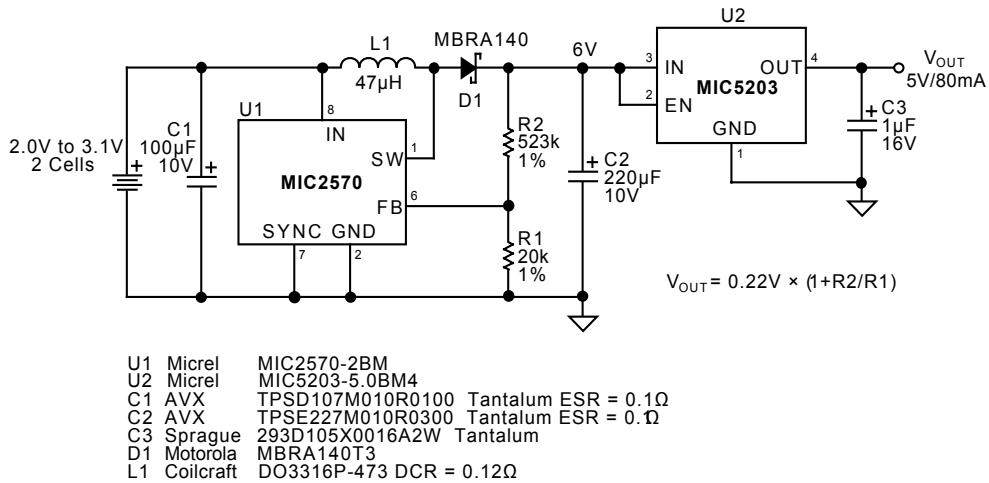 U2
L1
MBRA140
6V
47µH
D1
3
IN
OUT
4
MIC5203
2
EN
GND
1
V_OUT
5V/80mA
C3
1µF
16V
2.0V to 3.1V
2 Cells
C1
100µF
10V
U1
8
IN
SW
1
MIC2570
FB
6
SYNC GND
7
2
R2
523k
1%
R1
20k
1%
C2
220µF
10V
V_OUT = 0.22V × (1+R2/R1)
U1 Micrel MIC2570-2BM
U2 Micrel MIC5203-5.0BM4
C1 AVX TPSD107M010R0100 Tantalum ESR = 0.1Ω
C2 AVX TPSE227M010R0300 Tantalum ESR = 0.1Ω
C3 Sprague 293D105X0016A2W Tantalum
D1 Motorola MBRA140T3
L1 Coilcraft DO3316P-473 DCR = 0.12Ω